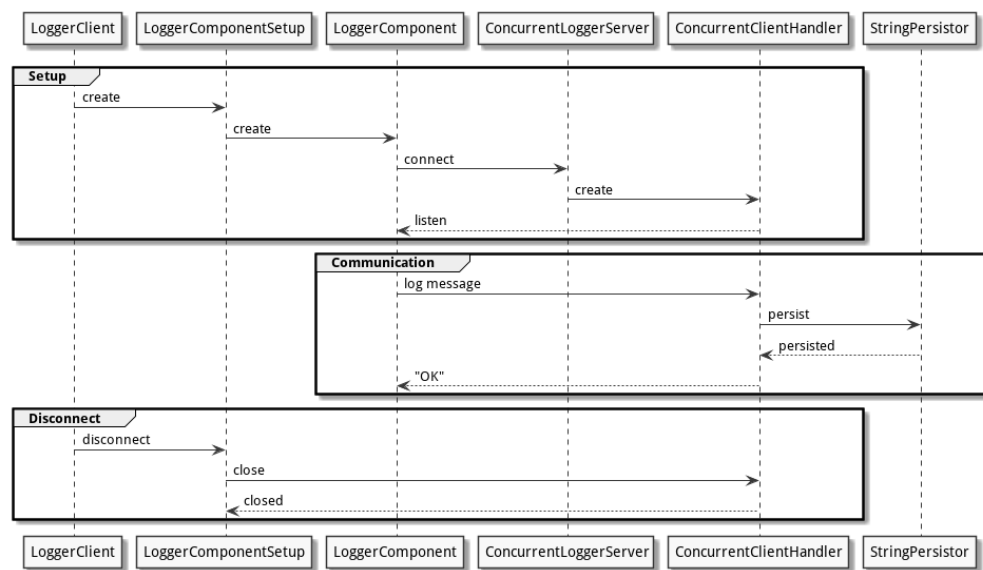 LoggerClient LoggerComponentSetup LoggerComponent ConcurrentLoggerServer ConcurrentClientHandler StringPersistor
Setup
create
create
connect
create
listen
Communication
log message
persist
persisted
"OK"
Disconnect
disconnect
close
closed
LoggerClient LoggerComponentSetup LoggerComponent ConcurrentLoggerServer ConcurrentClientHandler StringPersistor